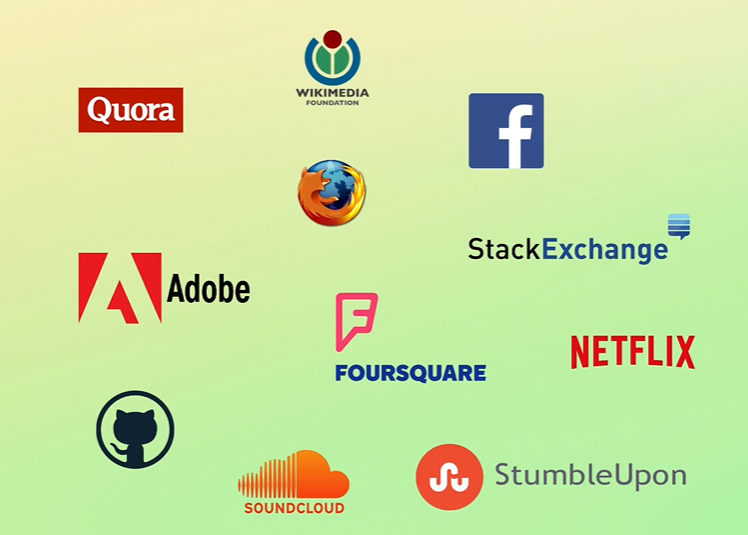 WIKIMEDIA
FOUNDATION
Quora
f
StackExchange
Adobe
FOURSQUARE
NETFLIX
SOUNDCLOUD
StumbleUpon